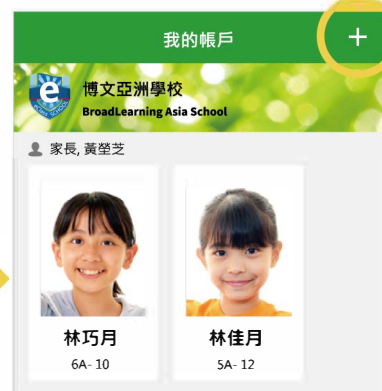 我的帳戶
+
博文亞洲學校
BroadLearning Asia School
家長, 黃瑩芝
林巧月
林佳月
6A- 10
5A- 12